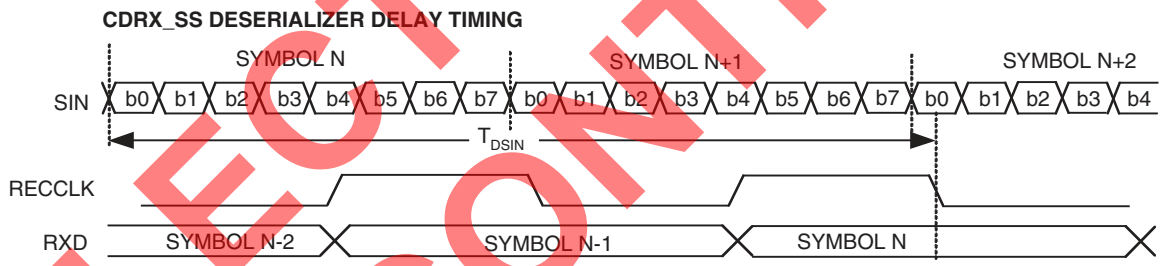 CDRX_SS DESERIALIZER DELAY TIMING
SYMBOL N SYMBOL N+1 SYMBOL N+2
SIN b0 b1 b2 b3 b4 b5 b6 b7 b0 b1 b2 b3 b4 b5 b6 b7 b0 b1 b2 b3 b4
TDSIN
RECCLK
RXD SYMBOL N-2 SYMBOL N-1 SYMBOL N